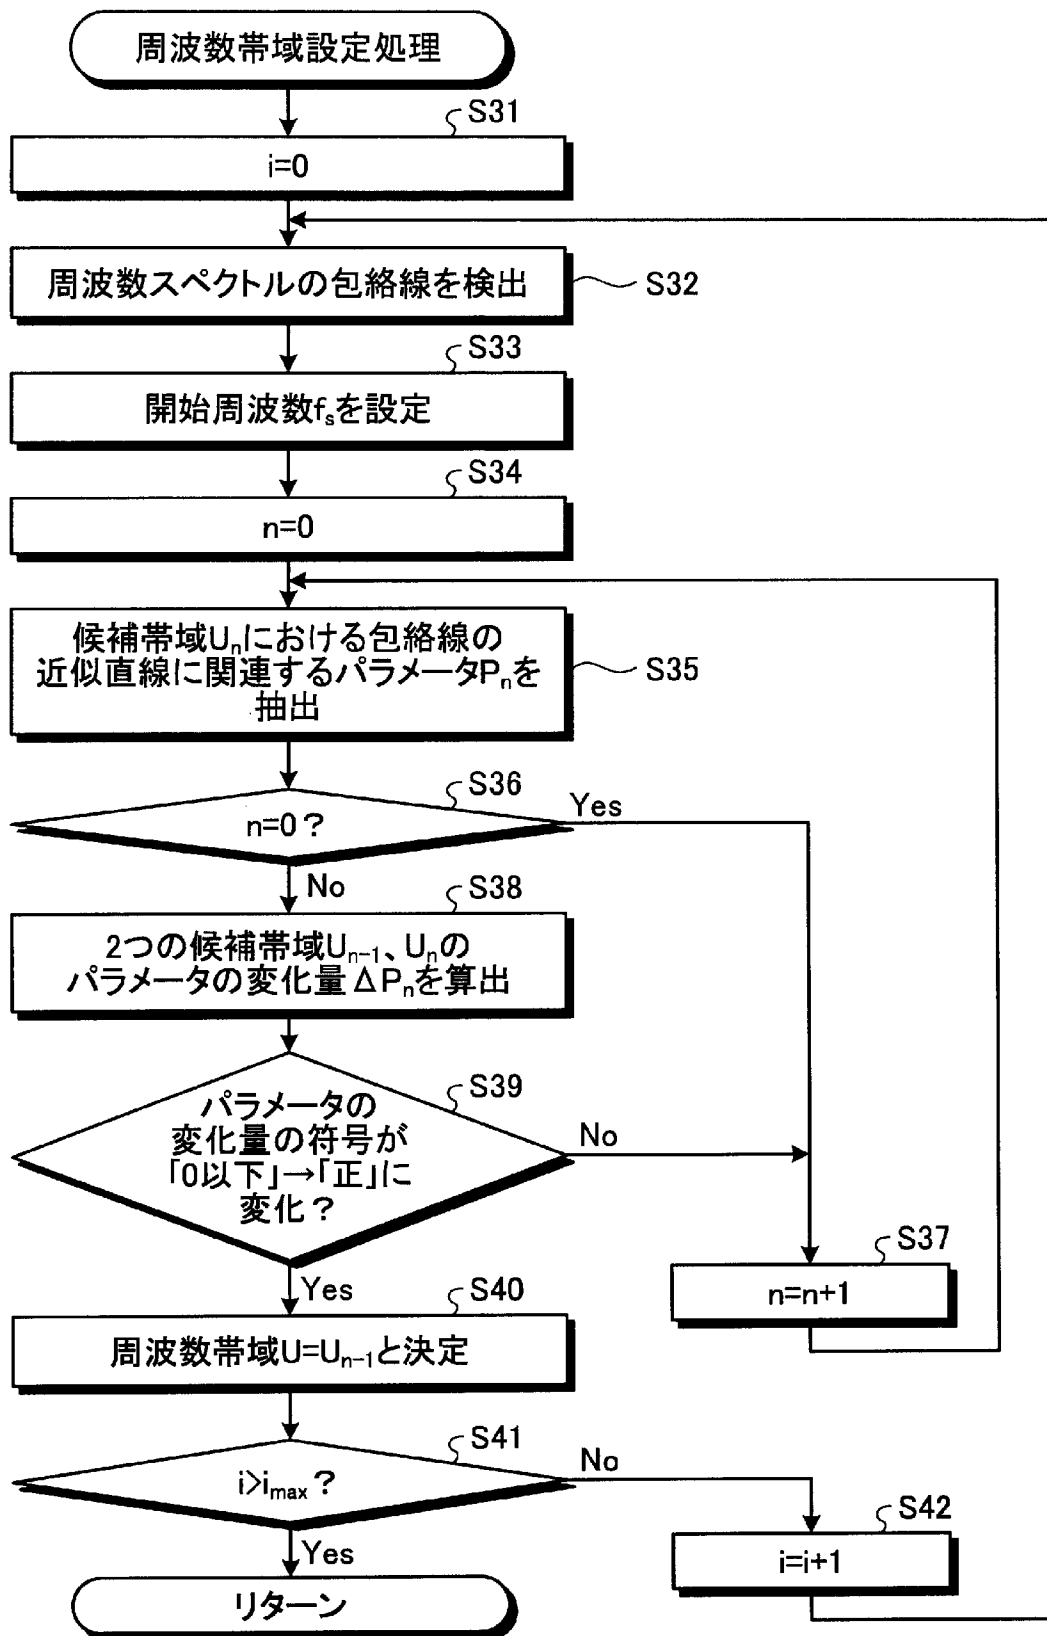 周波数帯域設定処理
S31
i=0
周波数スペクトルの包絡線を検出
S32
S33
開始周波数fsを設定
S34
n=0
候補帯域Unにおける包絡線の
近似直線に関連するパラメータPnを
抽出
S35
S36
n=0?
Yes
No
S38
2つの候補帯域Un-1、Unの
パラメータの変化量ΔPnを算出
S39
パラメータの
変化量の符号が
「0以下」→「正」に
変化?
No
Yes
S37
n=n+1
S40
周波数帯域U=Un-1と決定
S41
i>imax?
No
Yes
S42
i=i+1
リターン